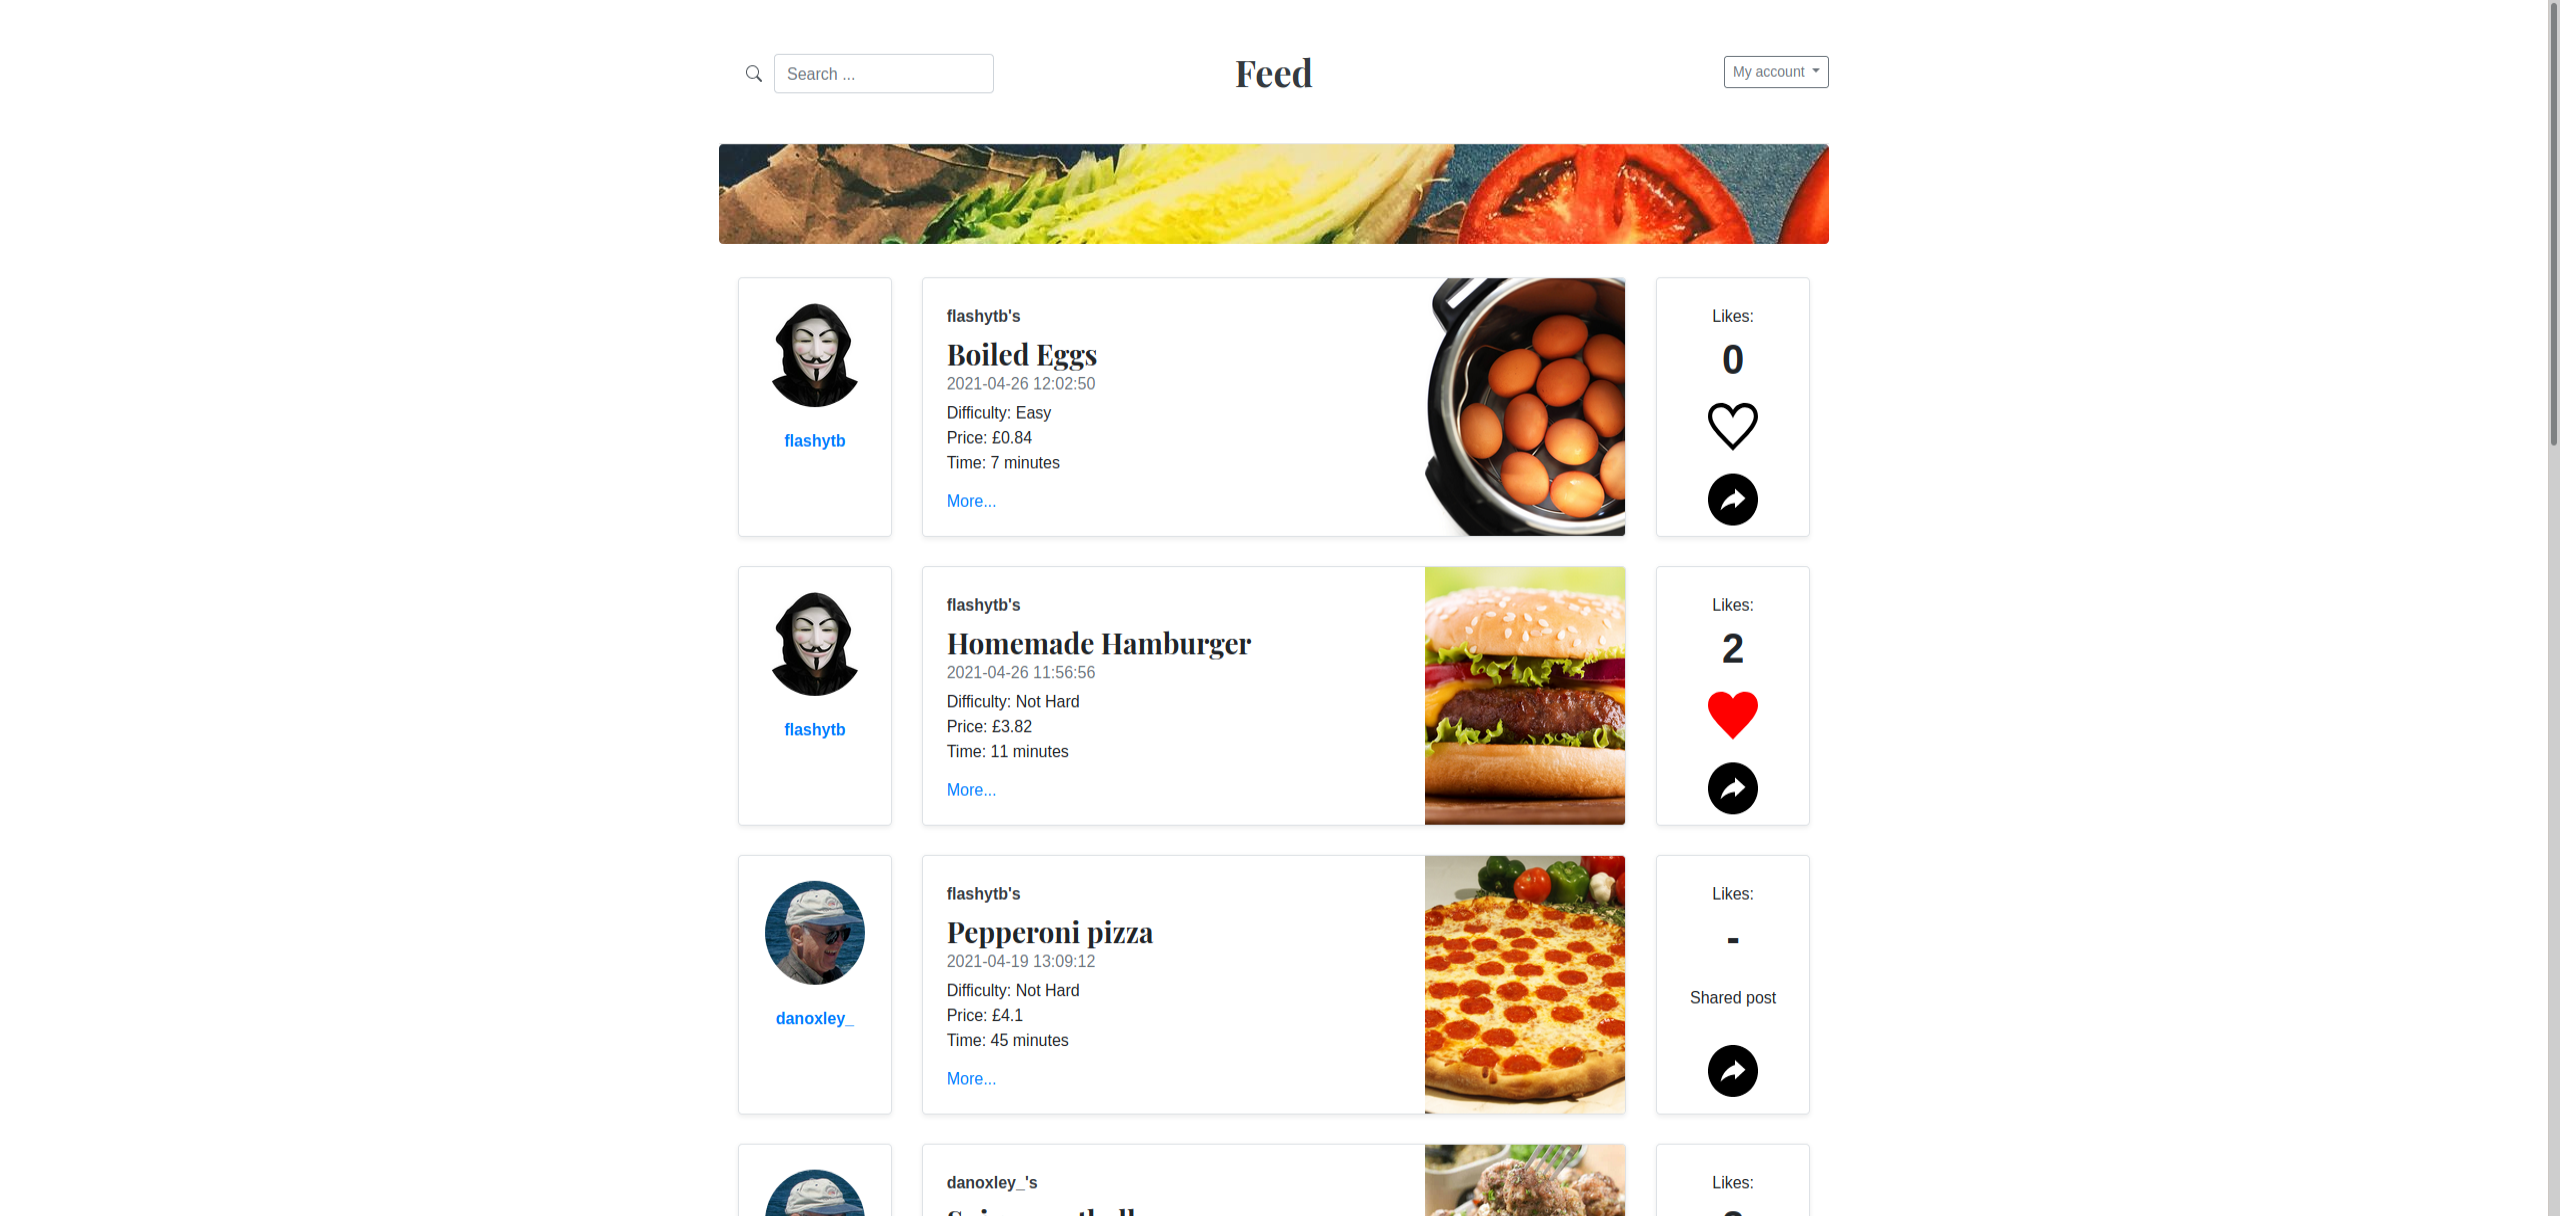 Search ...
Feed
My account
flashytb
flashytb's
Boiled Eggs
2021-04-26 12:02:50
Difficulty: Easy
Price: £0.84
Time: 7 minutes
More...
Likes:
0
flashytb
flashytb's
Homemade Hamburger
2021-04-26 11:56:56
Difficulty: Not Hard
Price: £3.82
Time: 11 minutes
More...
Likes:
2
danoxley_
flashytb's
Pepperoni pizza
2021-04-19 13:09:12
Difficulty: Not Hard
Price: £4.1
Time: 45 minutes
More...
Likes:
-
Shared post
danoxley_'s
Likes: